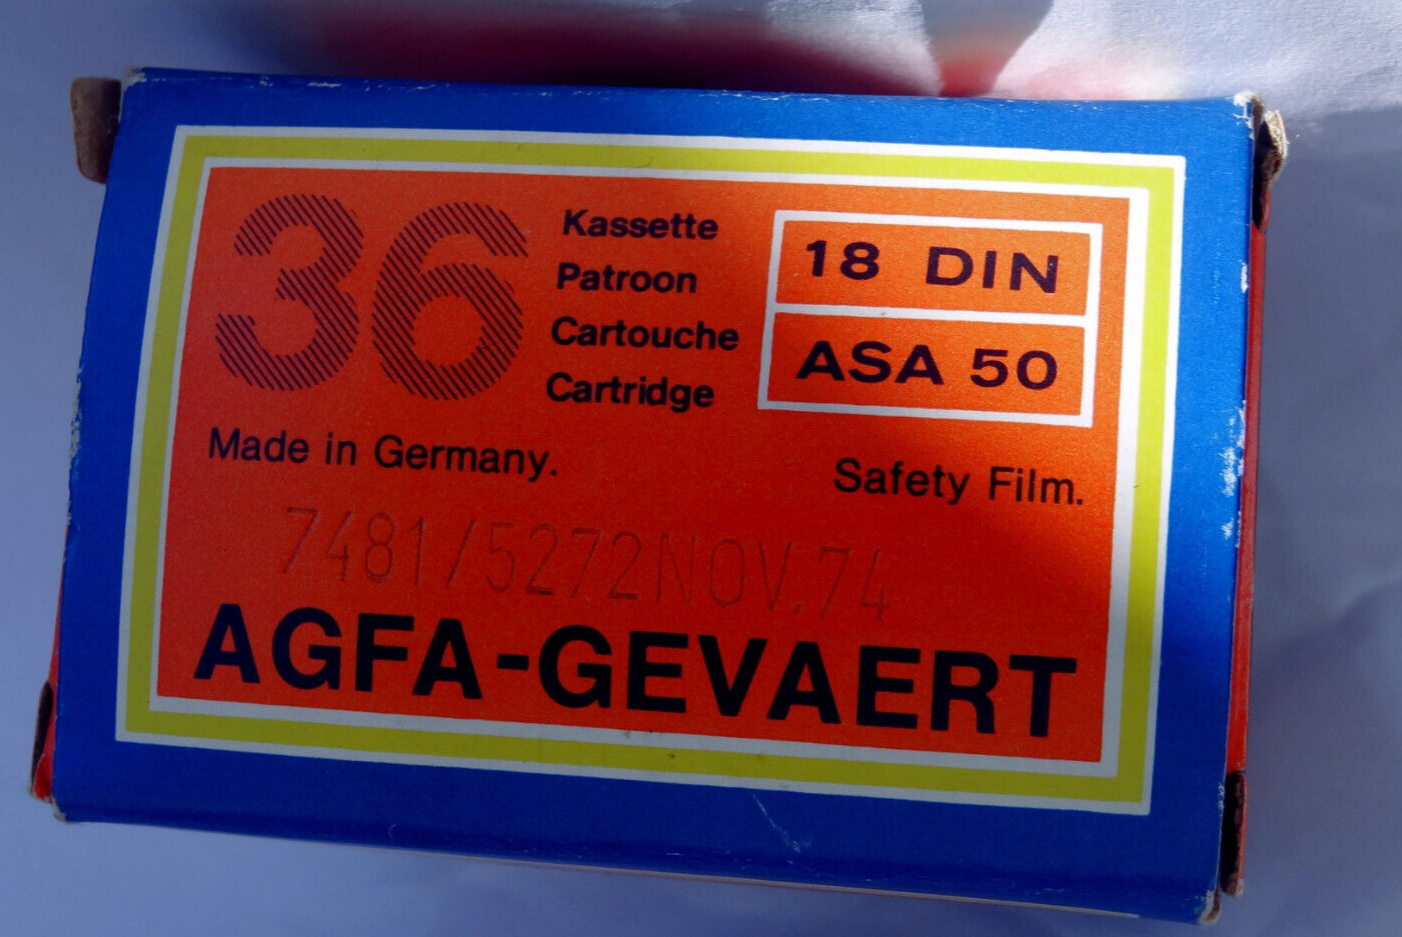 36
Kassette
Patroon
Cartouche
Cartridge
18 DIN
ASA 50
Made in Germany.
Safety Film.
7481/5272NOV.74
AGFA-GEVAERT